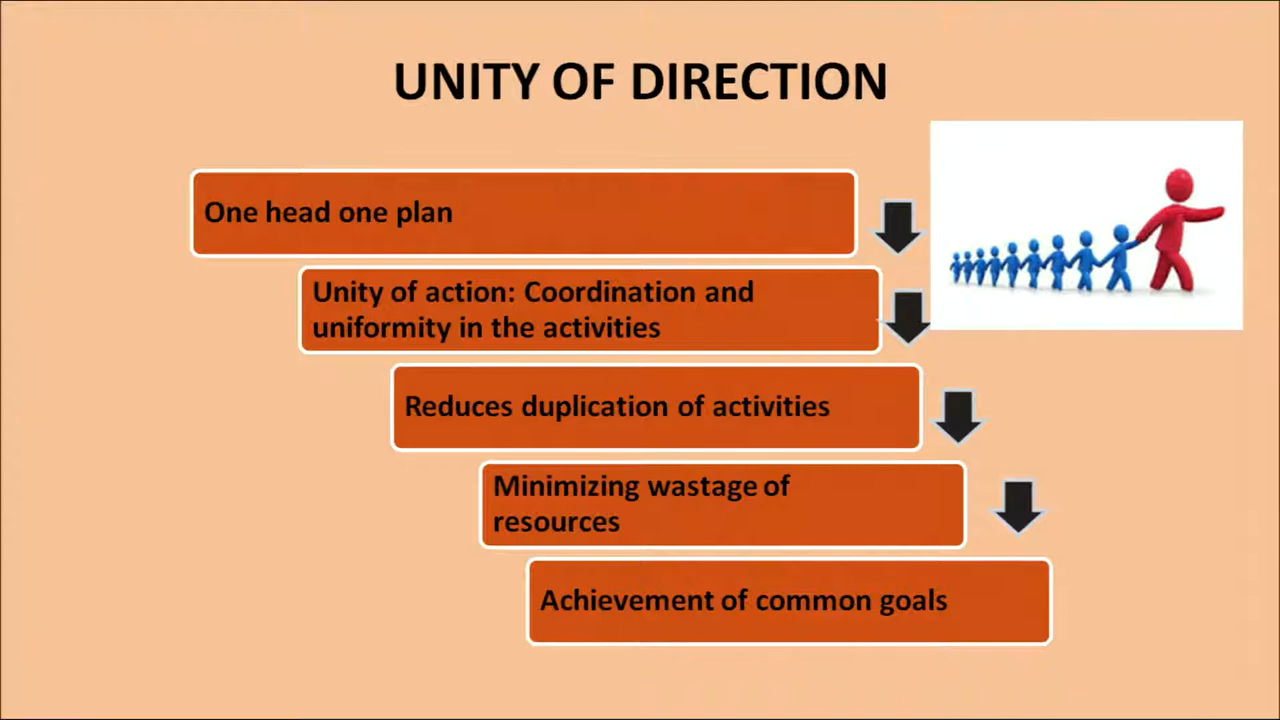 UNITY OF DIRECTION
One head one plan
Unity of action: Coordination and
uniformity in the activities
Reduces duplication of activities
Minimizing wastage of
resources
Achievement of common goals